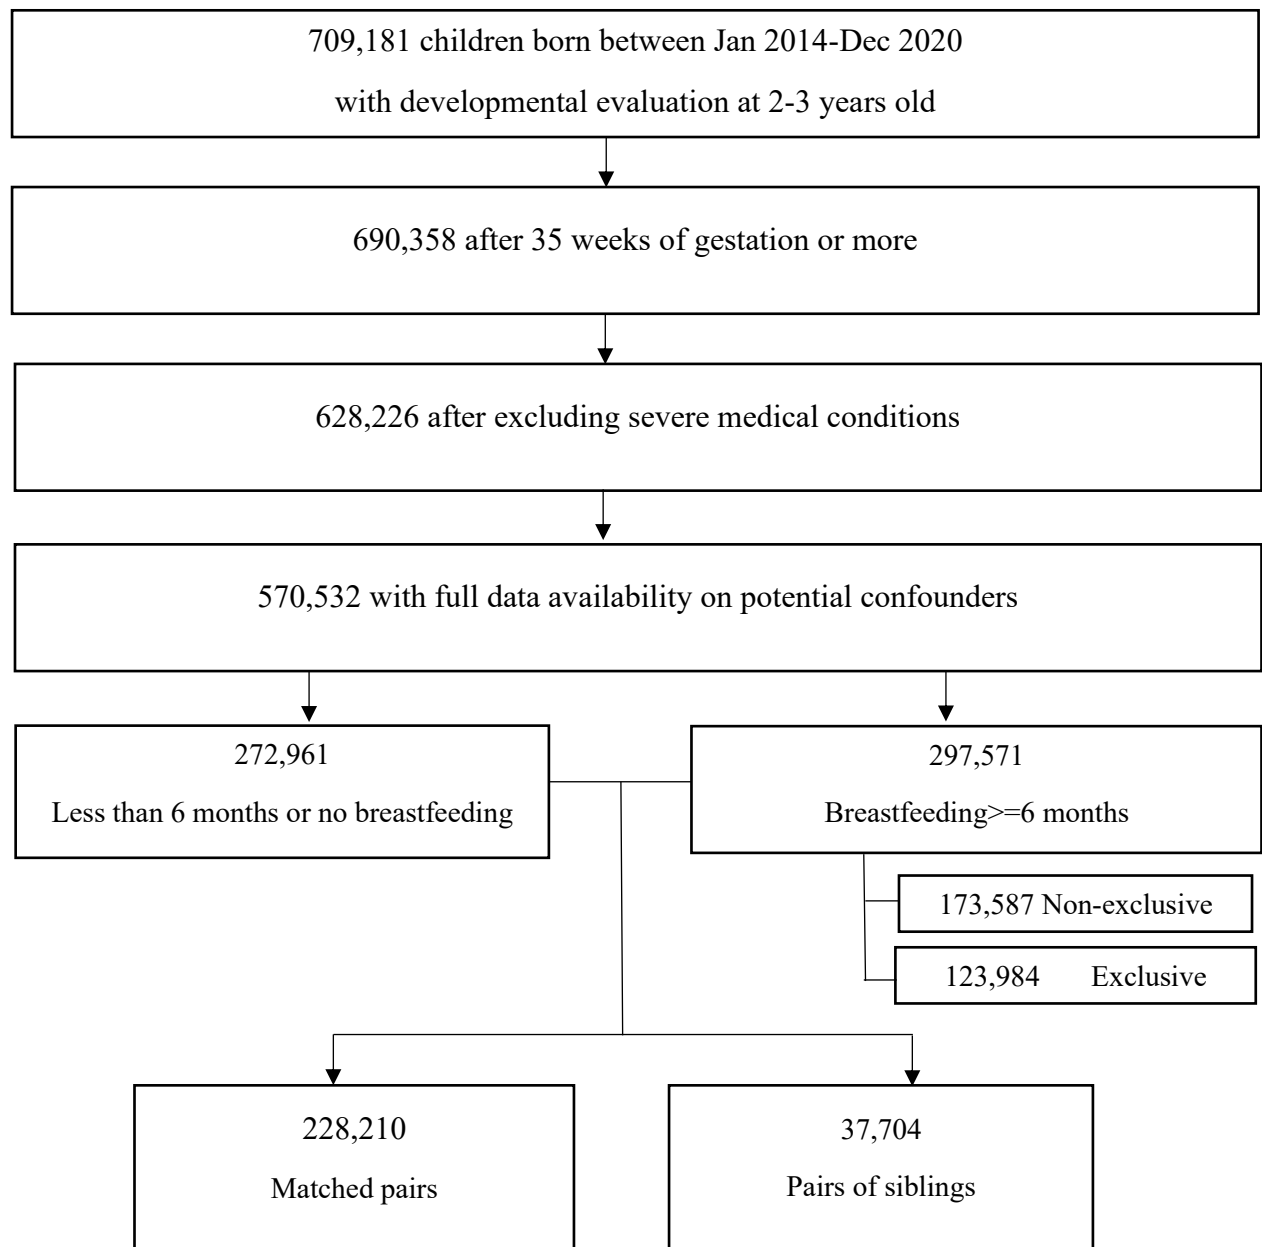 709,181 children born between Jan 2014-Dec 2020
with developmental evaluation at 2-3 years old
690,358 after 35 weeks of gestation or more
628,226 after excluding severe medical conditions
570,532 with full data availability on potential confounders
272,961
Less than 6 months or no breastfeeding
297,571
Breastfeeding>=6 months
173,587 Non-exclusive
123,984 Exclusive
228,210
Matched pairs
37,704
Pairs of siblings